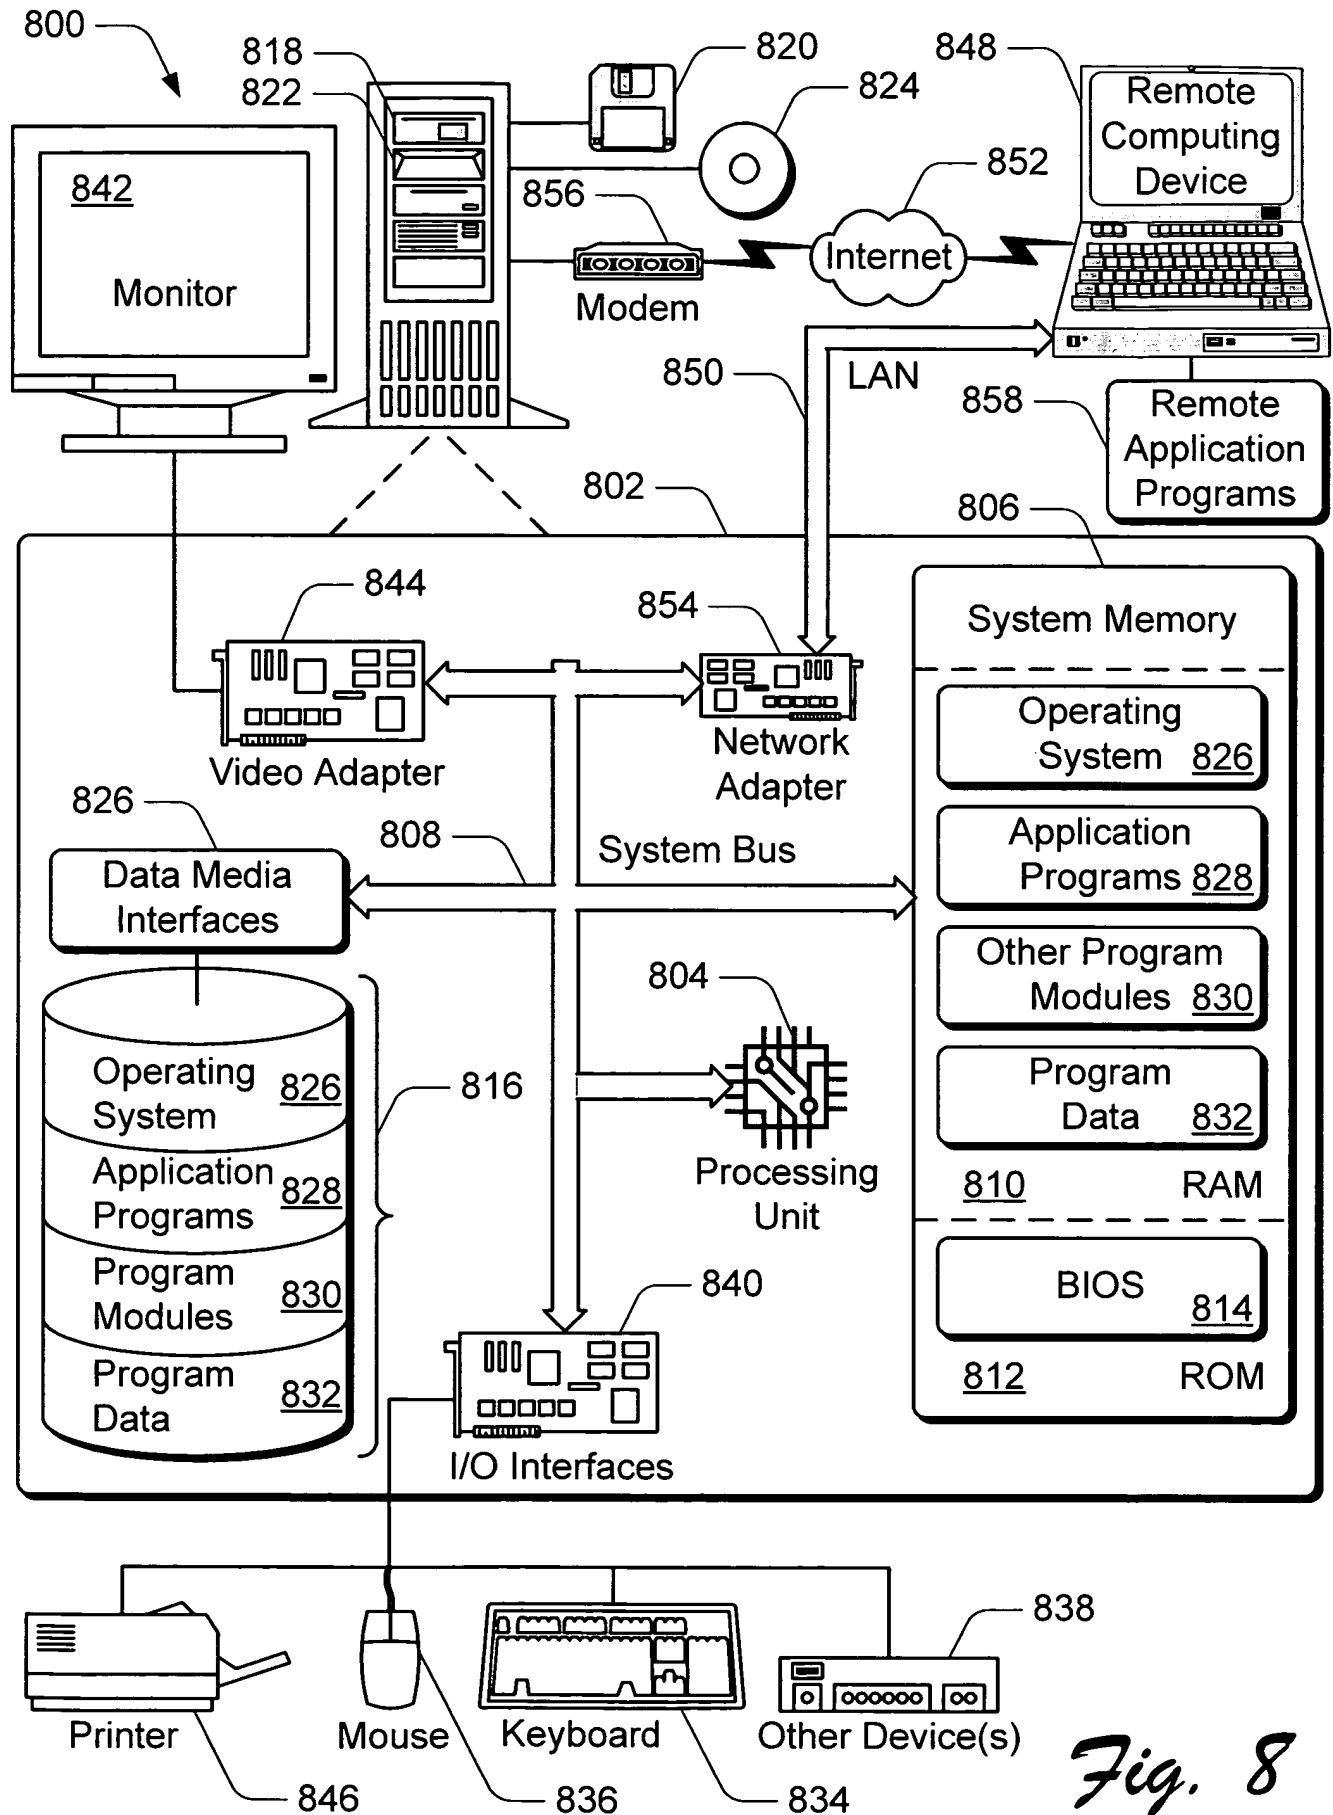 800
818
822
820
824
848
Remote
Computing
Device
842
Monitor
856
852
Modem
Internet
850
LAN
858
Remote
Application
Programs
802
806
844
854
System Memory
Video Adapter
Network
Adapter
Operating
System 826
826
808
System Bus
Data Media
Interfaces
Application
Programs 828
Other Program
Modules 830
804
Operating
System 826
816
Program
Data 832
Processing
Unit
Application
Programs 828
810 RAM
Program
Modules 830
840
BIOS
814
Program
Data 832
812 ROM
I/O Interfaces
838
Printer
Mouse
Keyboard
Other Device(s)
846
836
834
Fig. 8